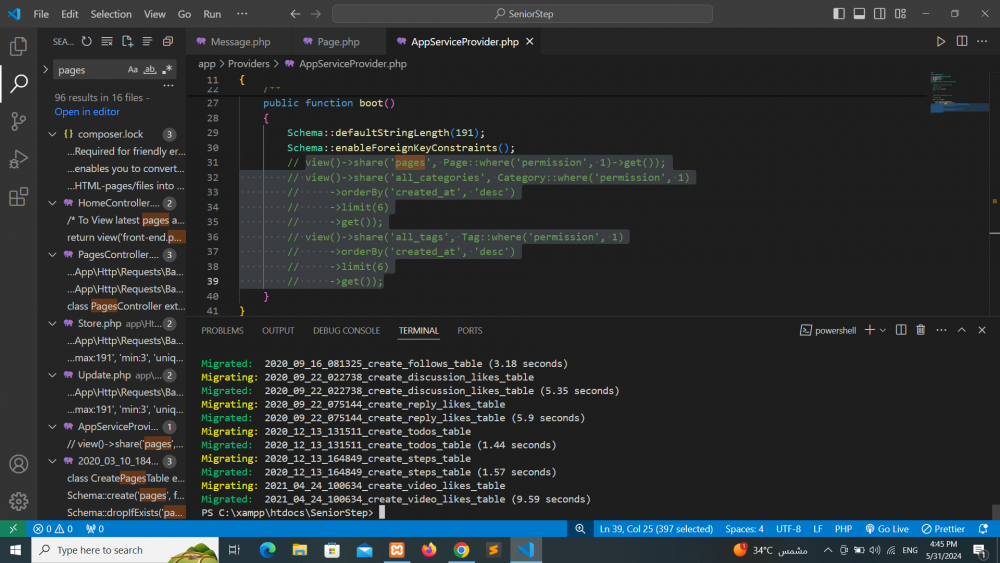 File Edit Selection View Go Run ··· SeniorStep
SEA...
pages Aa ab .*
96 results in 16 files -
Open in editor
{} composer.lock 3
...Required for friendly er...
...enables you to convert...
...HTML-pages/files into ...
HomeController.... 2
/* To View latest pages a...
return view('front-end.p...
PagesController.... 3
...App\Http\Requests\Ba...
...App\Http\Requests\Ba...
class PagesController ext...
Store.php app\Ht... 2
...App\Http\Requests\Ba...
...max:191', 'min:3', 'uniq...
Update.php app\... 2
...App\Http\Requests\Ba...
...max:191', 'min:3', 'uniq...
AppServiceProvi... 1
// view()->share('pages',...
2020_03_10_184... 3
class CreatePagesTable e...
Schema::create('pages', f...
Schema::dropIfExists('pa...
Message.php Page.php AppServiceProvider.php
app > Providers > AppServiceProvider.php
11 {
22 /**
27 public function boot()
28 {
29 Schema::defaultStringLength(191);
30 Schema::enableForeignKeyConstraints();
31 // view()->share('pages', Page::where('permission', 1)->get());
32 // view()->share('all_categories', Category::where('permission', 1)
33 // ->orderBy('created_at', 'desc')
34 // ->limit(6)
35 // ->get());
36 // view()->share('all_tags', Tag::where('permission', 1)
37 // ->orderBy('created_at', 'desc')
38 // ->limit(6)
39 // ->get());
40 }
41 }
PROBLEMS OUTPUT DEBUG CONSOLE TERMINAL PORTS powershell
Migrated: 2020_09_16_081325_create_follows_table (3.18 seconds)
Migrating: 2020_09_22_022738_create_discussion_likes_table
Migrated: 2020_09_22_022738_create_discussion_likes_table (5.35 seconds)
Migrating: 2020_09_22_075144_create_reply_likes_table
Migrated: 2020_09_22_075144_create_reply_likes_table (5.9 seconds)
Migrating: 2020_12_13_131511_create_todos_table
Migrated: 2020_12_13_131511_create_todos_table (1.44 seconds)
Migrating: 2020_12_13_164849_create_steps_table
Migrated: 2020_12_13_164849_create_steps_table (1.57 seconds)
Migrating: 2021_04_24_100634_create_video_likes_table
Migrated: 2021_04_24_100634_create_video_likes_table (9.59 seconds)
PS C:\xampp\htdocs\SeniorStep>
0 0 0 Ln 39, Col 25 (397 selected) Spaces: 4 UTF-8 LF PHP Go Live Prettier
Type here to search 34°C مشمس ENG 4:45 PM
5/31/2024 1